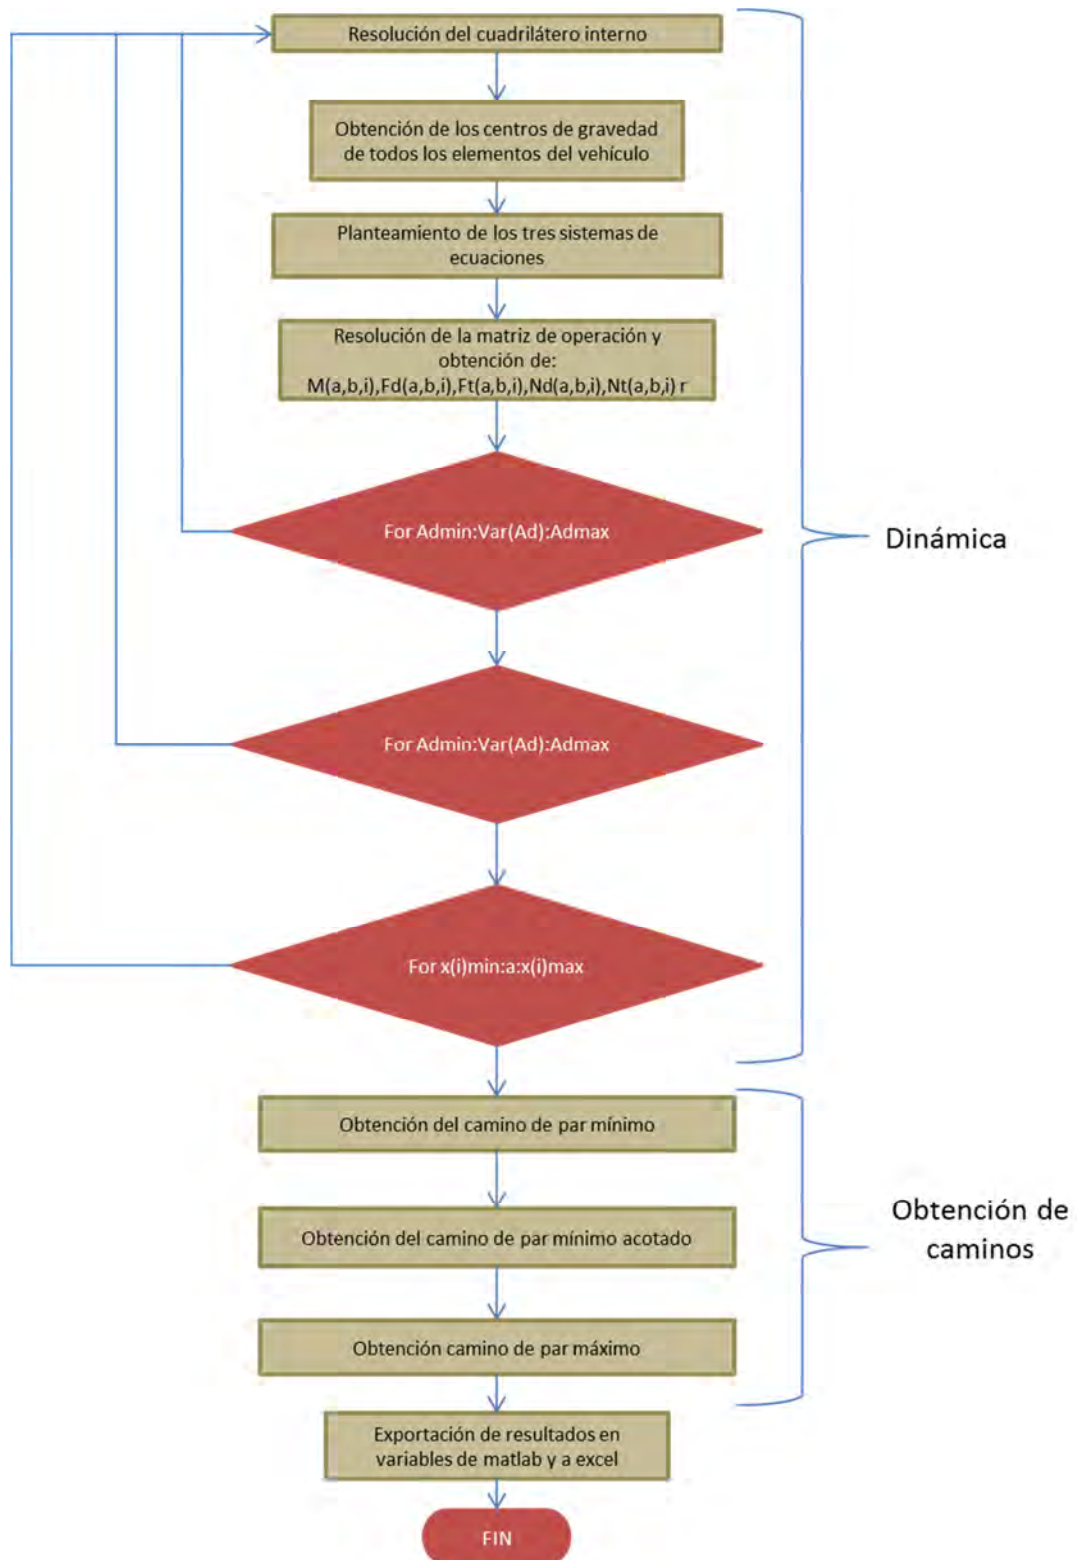 Resolución del cuadrilátero interno
Obtención de los centros de gravedad
de todos los elementos del vehículo
Planteamiento de los tres sistemas de
ecuaciones
Resolución de la matriz de operación y
obtención de:
M(a,b,i),Fd(a,b,i),Ft(a,b,i),Nd(a,b,i),Nt(a,b,i) r
For Admin:Var(Ad):Admax
Dinámica
For Admin:Var(Ad):Admax
For x(i)min:a:x(i)max
Obtención del camino de par mínimo
Obtención del camino de par mínimo acotado
Obtención camino de par máximo
Obtención de
caminos
Exportación de resultados en
variables de matlab y a excel
FIN